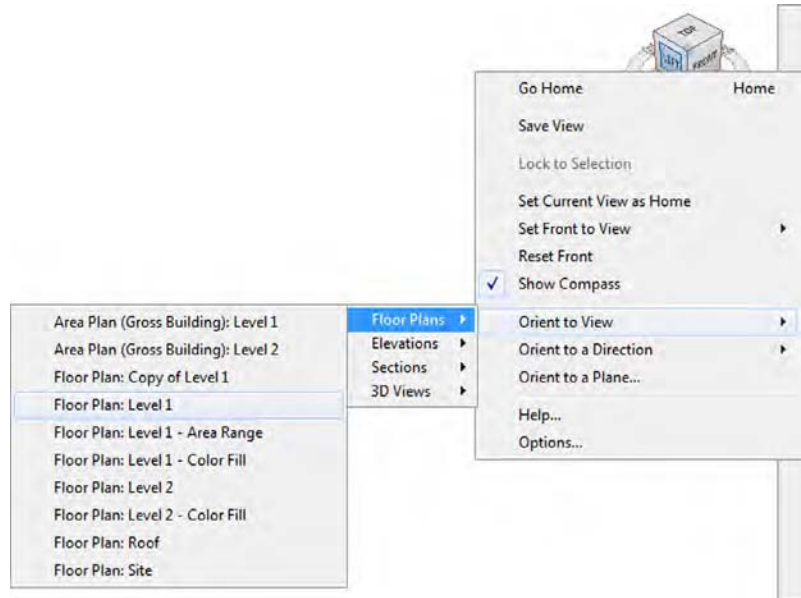 TOP
LEFT
FRONT
Go Home Home
Save View
Lock to Selection
Set Current View as Home
Set Front to View
Reset Front
Show Compass
Orient to View
Orient to a Direction
Orient to a Plane...
Help...
Options...
Floor Plans
Elevations
Sections
3D Views
Area Plan (Gross Building): Level 1
Area Plan (Gross Building): Level 2
Floor Plan: Copy of Level 1
Floor Plan: Level 1
Floor Plan: Level 1 - Area Range
Floor Plan: Level 1 - Color Fill
Floor Plan: Level 2
Floor Plan: Level 2 - Color Fill
Floor Plan: Roof
Floor Plan: Site